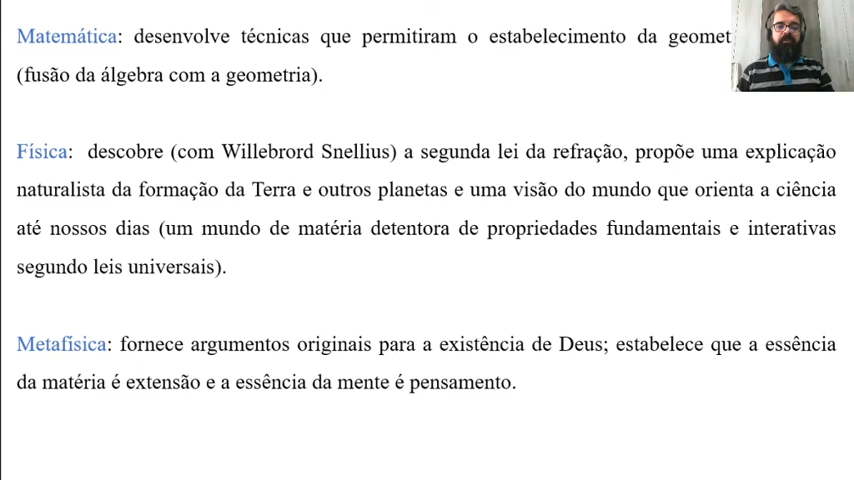 Matemática: desenvolve técnicas que permitiram o estabelecimento da
(fusão da álgebra com a geometria).
Física: descobre (com Willebrord Snellius) a segunda lei da refração, propõe uma explicação
naturalista da formação da Terra e outros planetas e uma visão do mundo que orienta a ciência
até nossos dias (um mundo de matéria detentora de propriedades fundamentais e interativas
segundo leis universais).
Metafísica: fornece argumentos originais para a existência de Deus; estabelece que a essência
da matéria é extensão e a essência da mente é pensamento.